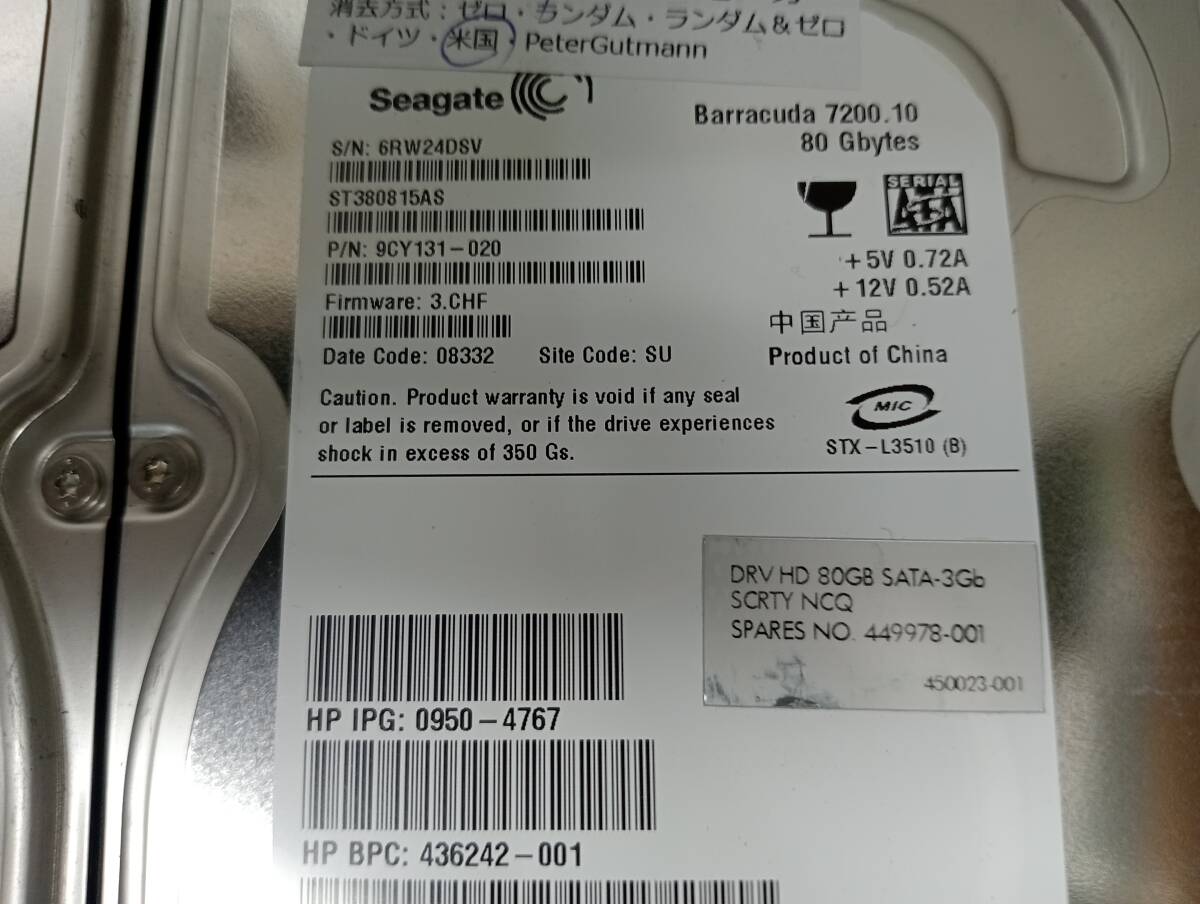 消去方式：ゼロ・ランダム・ランダム＆ゼロ
・ドイツ・米国・PeterGutmann
Seagate
Barracuda 7200.10
80 Gbytes
S/N: 6RW24DSV
ST380815AS
P/N: 9CY131-020
Firmware: 3.CHF
Date Code: 08332 Site Code: SU
SERIAL
ATA
+5V 0.72A
+12V 0.52A
中国产品
Product of China
Caution. Product warranty is void if any seal
or label is removed, or if the drive experiences
shock in excess of 350 Gs.
MIC
STX-L3510 (B)
DRV HD 80GB SATA-3Gb
SCRTY NCQ
SPARES NO. 449978-001
450023-001
HP IPG: 0950-4767
HP BPC: 436242-001